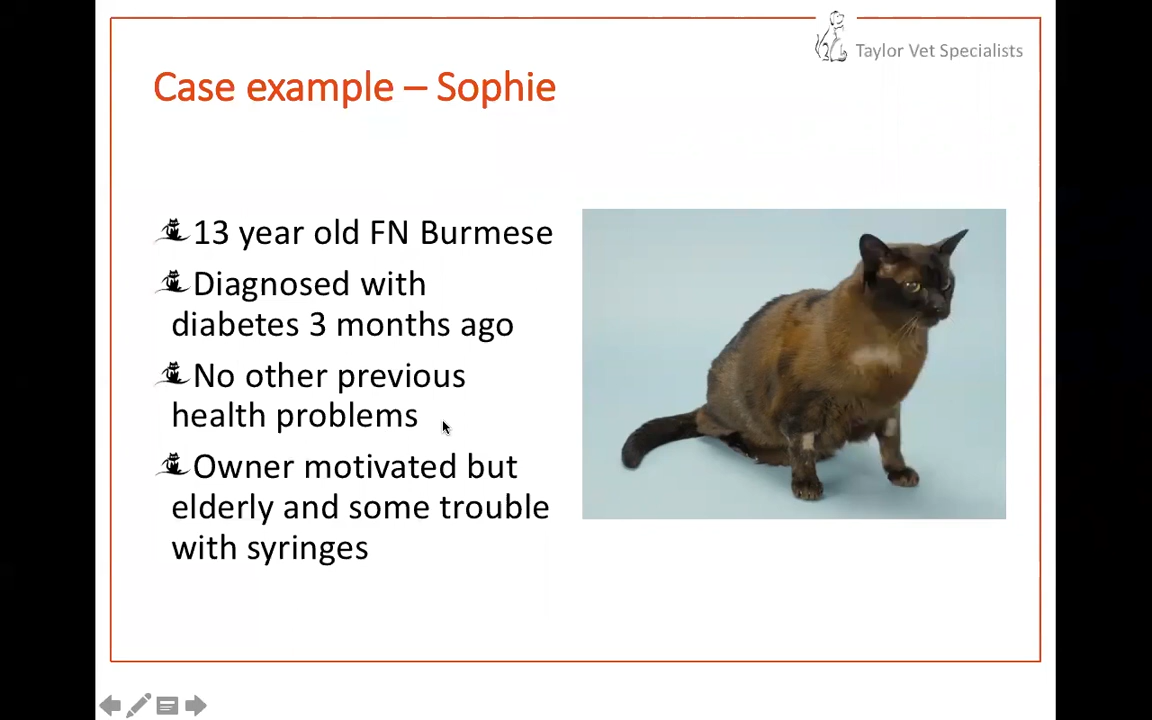 Taylor Vet Specialists
Case example – Sophie
13 year old FN Burmese
Diagnosed with
diabetes 3 months ago
No other previous
health problems
Owner motivated but
elderly and some trouble
with syringes